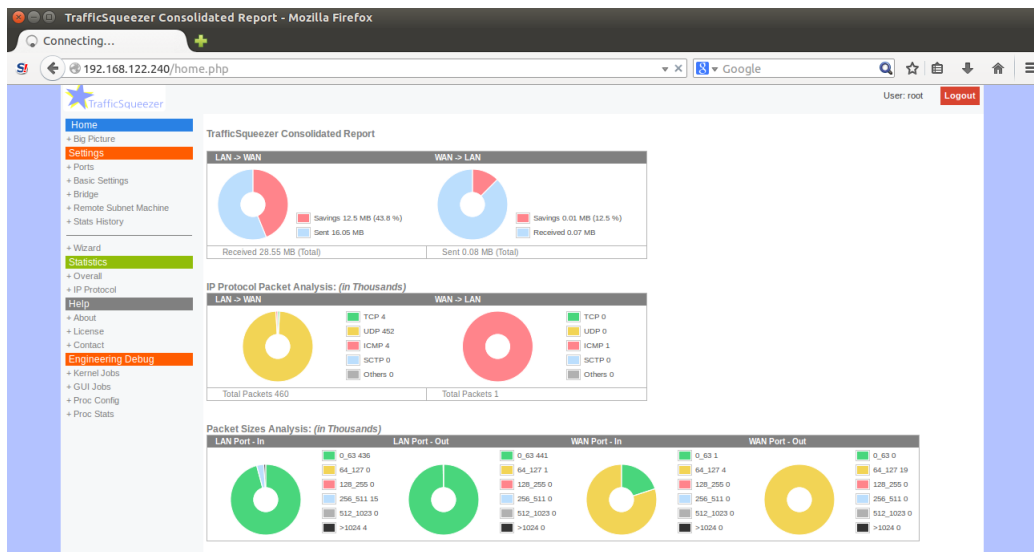 TrafficSqueezer Consolidated Report - Mozilla Firefox
Connecting...
S! 192.168.122.240/home.php Google
TrafficSqueezer User: root Logout
Home
+ Big Picture
Settings
+ Ports
+ Basic Settings
+ Bridge
+ Remote Subnet Machine
+ Stats History
+ Wizard
Statistics
+ Overall
+ IP Protocol
Help
+ About
+ License
+ Contact
Engineering Debug
+ Kernel Jobs
+ GUI Jobs
+ Proc Config
+ Proc Stats
TrafficSqueezer Consolidated Report
LAN -> WAN WAN -> LAN
Savings 12.5 MB (43.8 %) Savings 0.01 MB (12.5 %)
Sent 16.05 MB Received 0.07 MB
Received 28.55 MB (Total) Sent 0.08 MB (Total)
IP Protocol Packet Analysis: (in Thousands)
LAN -> WAN WAN -> LAN
TCP 4 TCP 0
UDP 452 UDP 0
ICMP 4 ICMP 1
SCTP 0 SCTP 0
Others 0 Others 0
Total Packets 460 Total Packets 1
Packet Sizes Analysis: (in Thousands)
LAN Port - In LAN Port - Out WAN Port - In WAN Port - Out
0_63 436 0_63 441 0_63 1 0_63 0
64_127 0 64_127 1 64_127 4 64_127 19
128_255 0 128_255 0 128_255 0 128_255 0
256_511 15 256_511 0 256_511 0 256_511 0
512_1023 0 512_1023 0 512_1023 0 512_1023 0
>1024 4 >1024 0 >1024 0 >1024 0